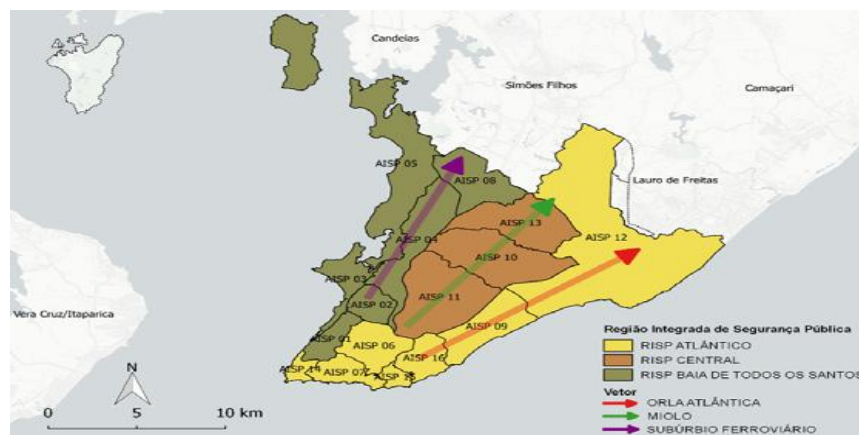 Candeias
Simões Filhos
Camaçari
AISP 05
AISP 08
Lauro de Freitas
AISP 13
AISP 12
AISP 04
AISP 10
AISP 03
AISP 11
AISP 02
Vera Cruz/Itaparica
AISP 09
AISP 01
AISP 06
AISP 16
AISP 14
AISP 07
Região Integrada de Segurança Pública
RISP ATLÂNTICO
RISP CENTRAL
RISP BAIA DE TODOS OS SANTOS
Vetor
ORLA ATLÂNTICA
MIOLO
SUBÚRBIO FERROVIÁRIO
N
0 5 10 km